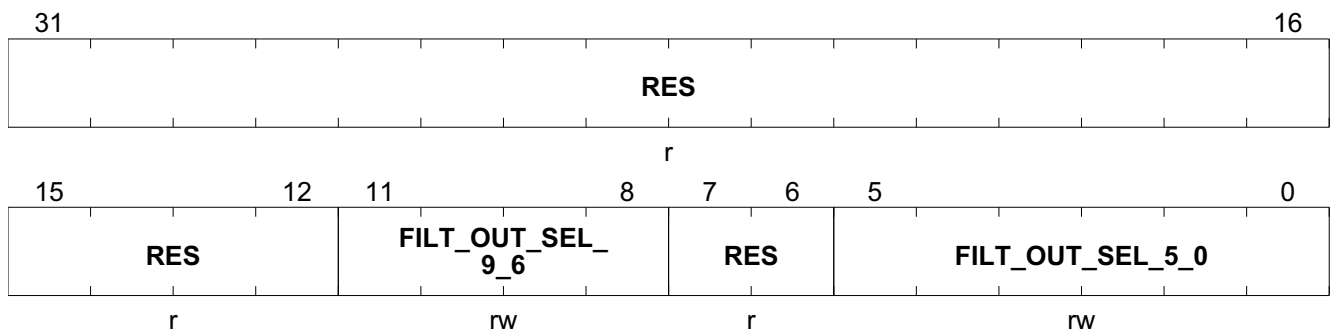 31 16
RES
r
15 12 11 8 7 6 5 0
RES FILT_OUT_SEL_ RES FILT_OUT_SEL_5_0
9_6
r rw r rw